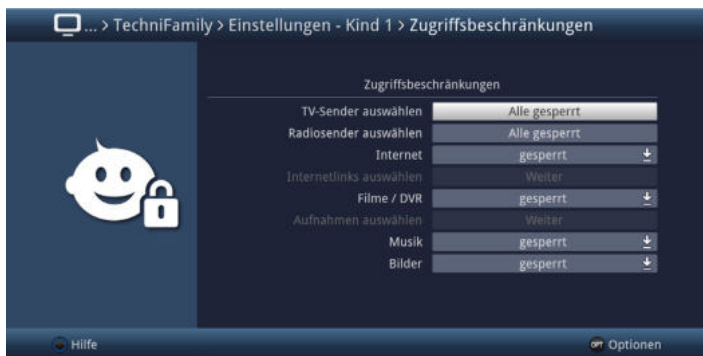 ... > TechniFamily > Einstellungen - Kind 1 > Zugriffsbeschränkungen
Zugriffsbeschränkungen
TV-Sender auswählen Alle gesperrt
Radiosender auswählen Alle gesperrt
Internet gesperrt
Internetlinks auswählen Weiter
Filme / DVR gesperrt
Aufnahmen auswählen Weiter
Musik gesperrt
Bilder gesperrt
Hilfe OPT Optionen